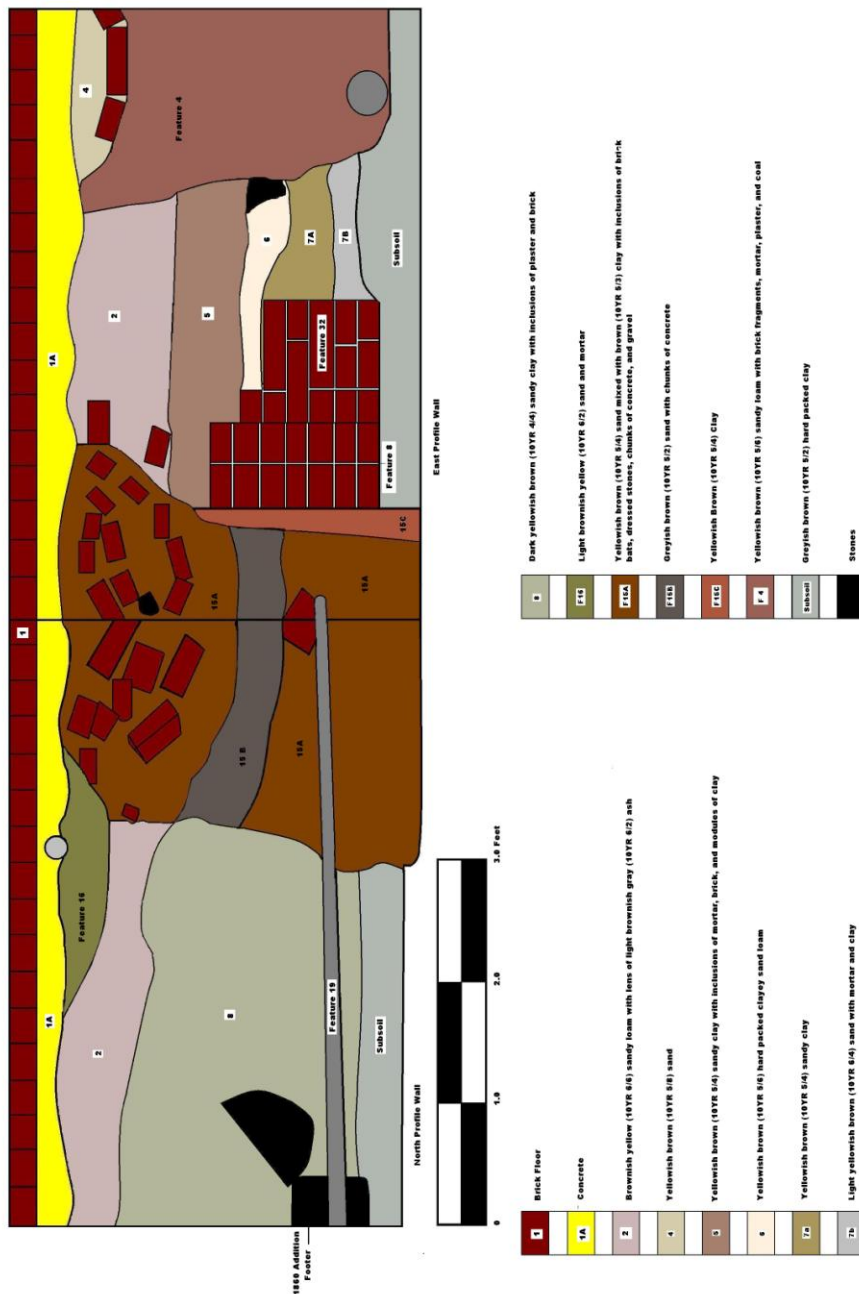 1
1A
1A
4
Feature 16
2
2
Feature 4
15A
5
6
8
15 B
7A
Feature 32
15A
15A
7B
Feature 19
Feature 8
15C
Subsoil
Subsoil
Subsoil
1860 Addition
Footer
North Profile Wall
East Profile Wall
0
1.0
2.0
3.0 Feet
1 Brick Floor
1A Concrete
2 Brownish yellow (10YR 6/6) sandy loam with lens of light brownish gray (10YR 6/2) ash
4 Yellowish brown (10YR 5/8) sand
5 Yellowish brown (10YR 5/4) sandy clay with inclusions of mortar, brick, and modules of clay
6 Yellowish brown (10YR 5/6) hard packed clayey sand loam
7a Yellowish brown (10YR 5/4) sandy clay
7b Light yellowish brown (10YR 6/4) sand with mortar and clay
8 Dark yellowish brown (10YR 4/4) sandy clay with inclusions of plaster and brick
F16 Light brownish yellow (10YR 6/2) sand and mortar
F15A Yellowish brown (10YR 5/4) sand mixed with brown (10YR 5/3) clay with inclusions of brick
bats, dressed stones, chunks of concrete, and gravel
F15B Greyish brown (10YR 5/2) sand with chunks of concrete
F15C Yellowish Brown (10YR 5/4) Clay
F 4 Yellowish brown (10YR 5/6) sandy loam with brick fragments, mortar, plaster, and coal
Subsoil Greyish brown (10YR 5/2) hard packed clay
Stones